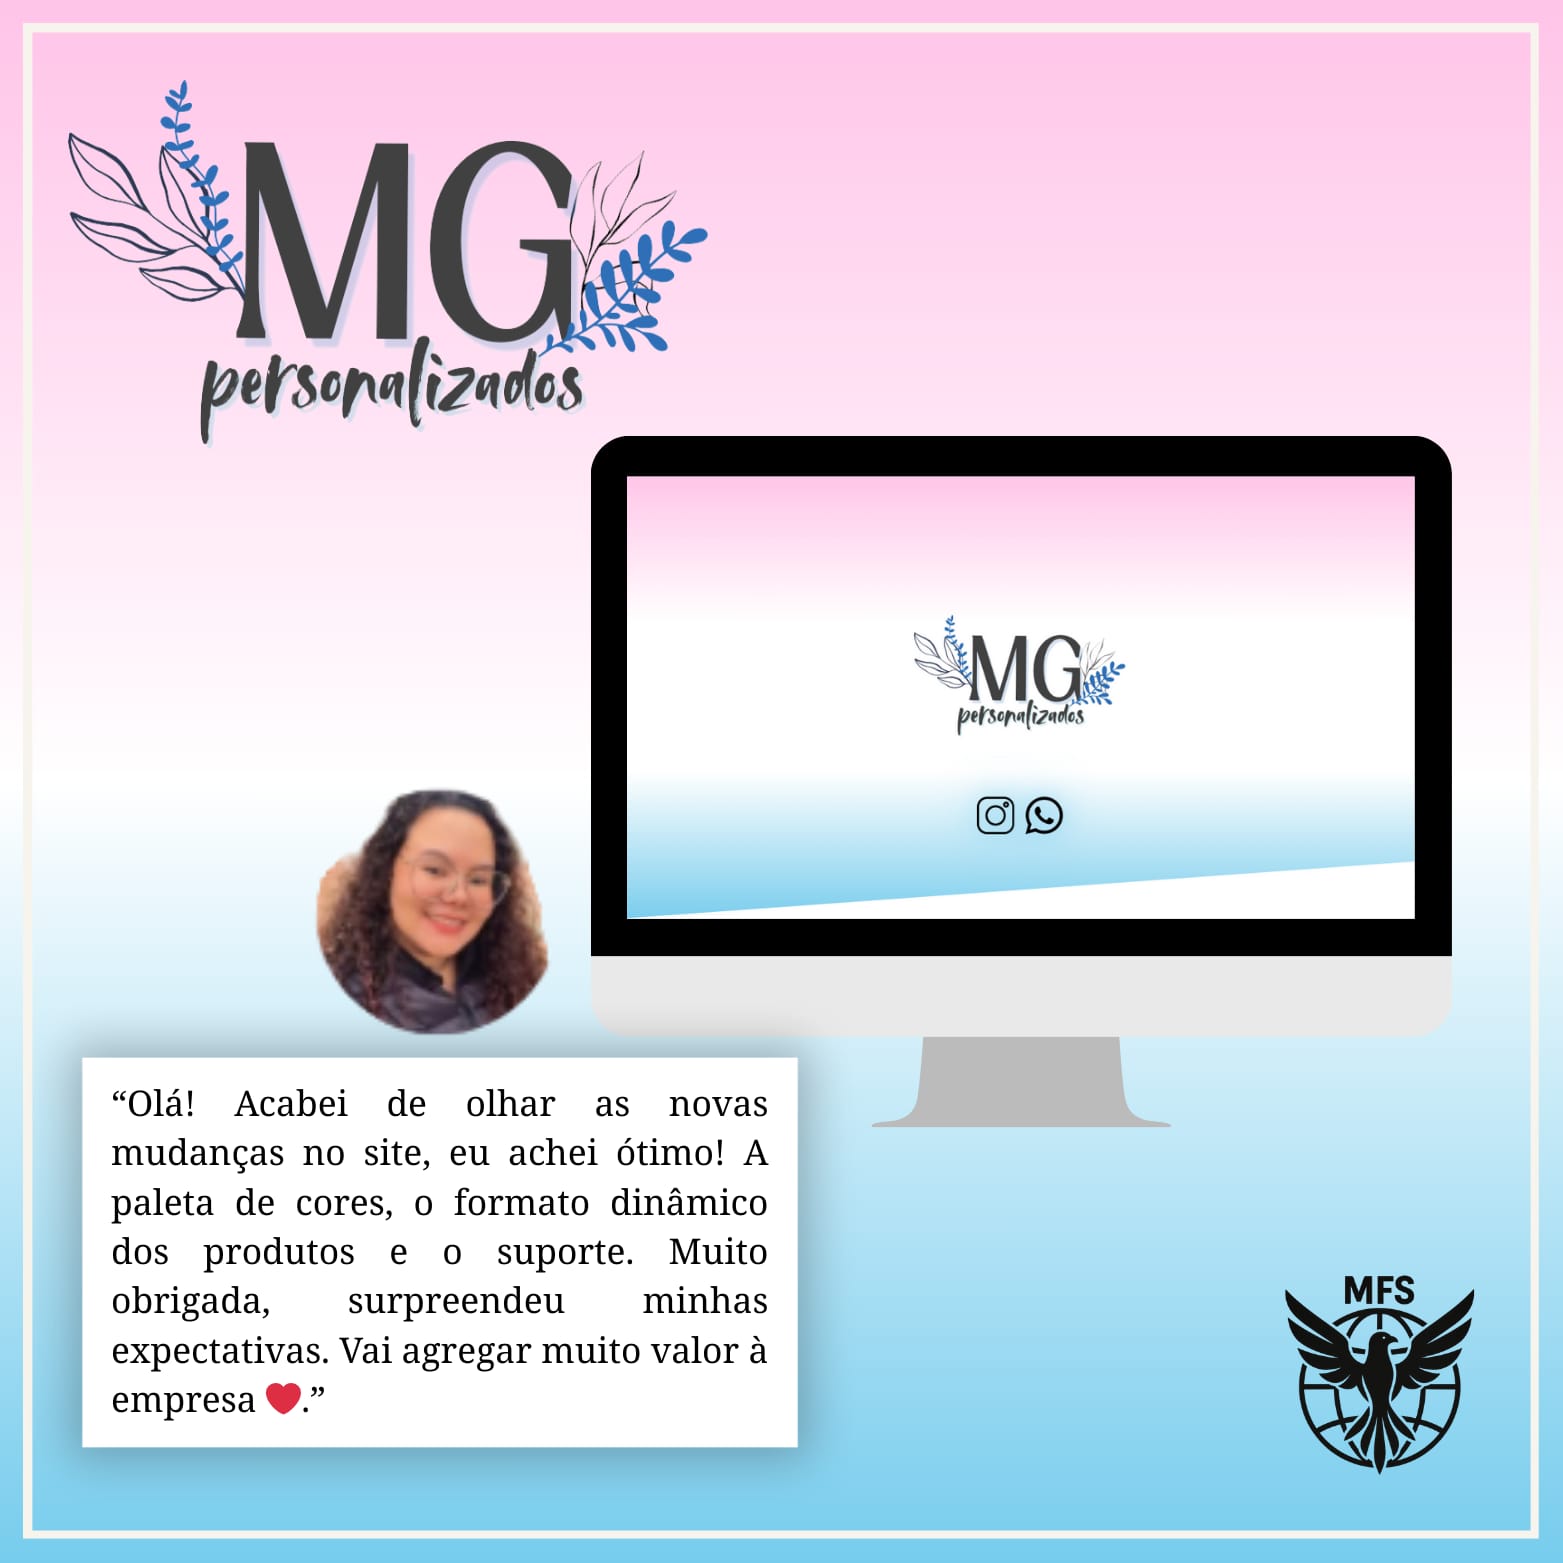 MG
personalizados
MG
personalizados
“Olá! Acabei de olhar as novas
mudanças no site, eu achei ótimo! A
paleta de cores, o formato dinâmico
dos produtos e o suporte. Muito
obrigada, surpreendeu minhas
expectativas. Vai agregar muito valor à
empresa ❤️.”
MFS